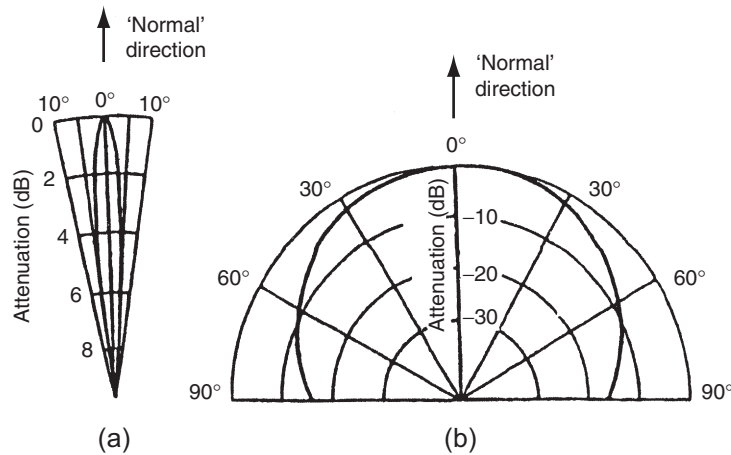 'Normal'
direction
10° 0° 10°
0
2
4
6
8
Attenuation (dB)
(a)
'Normal'
direction
0°
30° 30°
60° 60°
90° 90°
Attenuation (dB)
–10
–20
–30
(b)